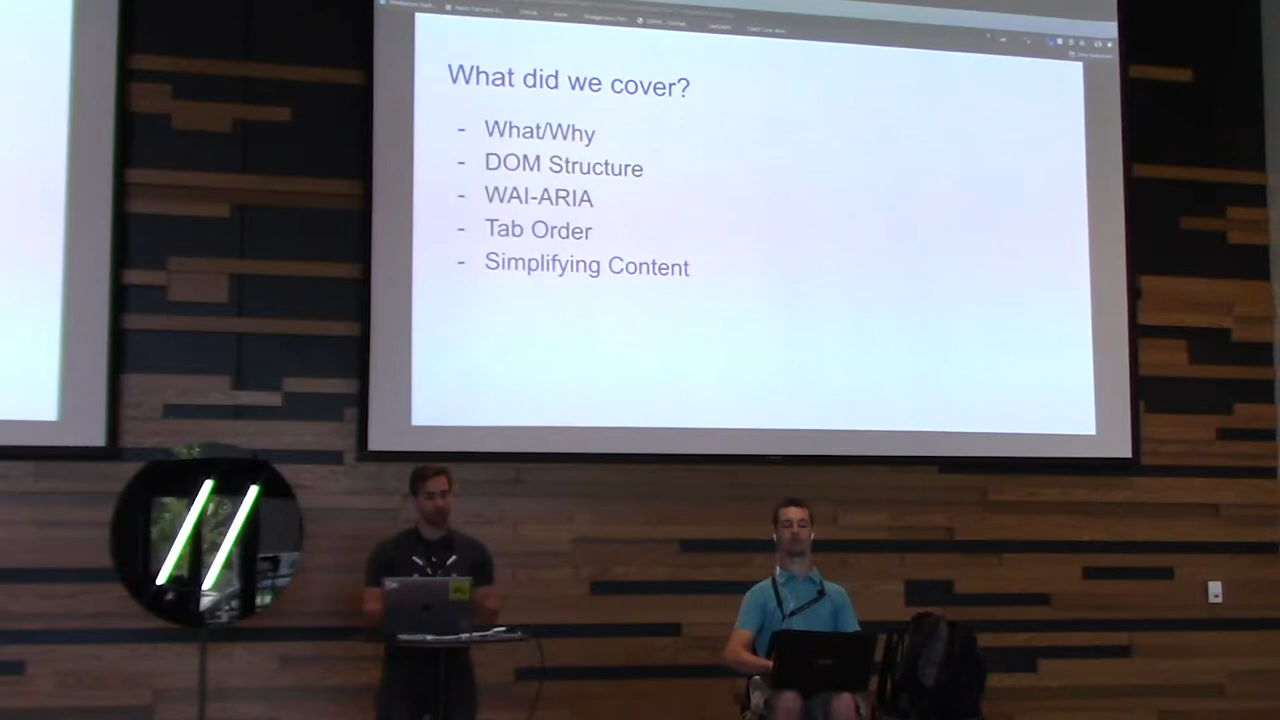 What did we cover?
- What/Why
- DOM Structure
- WAI-ARIA
- Tab Order
- Simplifying Content